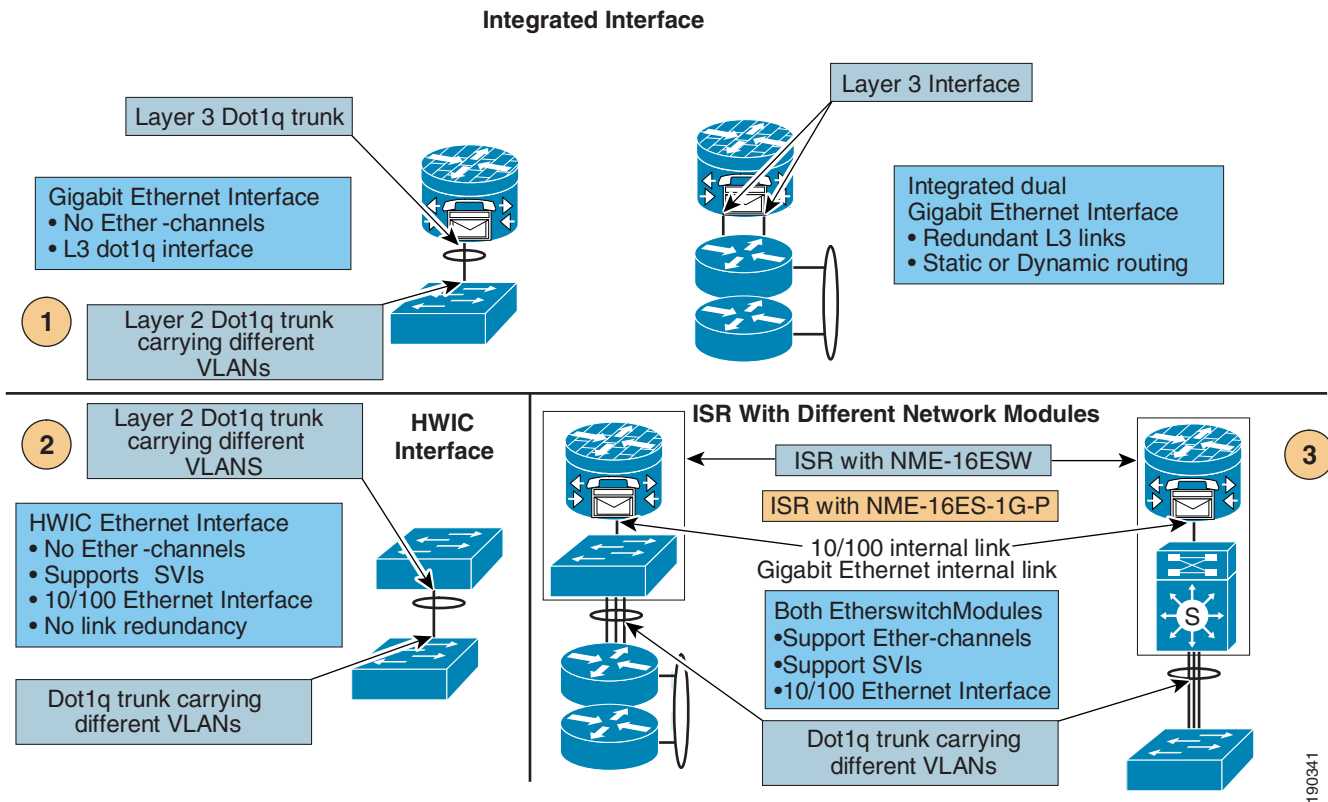 Integrated Interface
Layer 3 Dot1q trunk
Gigabit Ethernet Interface
• No Ether -channels
• L3 dot1q interface
1
Layer 2 Dot1q trunk
carrying different
VLANs
Layer 3 Interface
Integrated dual
Gigabit Ethernet Interface
• Redundant L3 links
• Static or Dynamic routing
2
Layer 2 Dot1q trunk
carrying different
VLANS
HWIC
Interface
HWIC Ethernet Interface
• No Ether -channels
• Supports SVIs
• 10/100 Ethernet Interface
• No link redundancy
Dot1q trunk carrying
different VLANs
ISR With Different Network Modules
3
ISR with NME-16ESW
ISR with NME-16ES-1G-P
10/100 internal link
Gigabit Ethernet internal link
Both EtherswitchModules
•Support Ether-channels
•Support SVIs
•10/100 Ethernet Interface
S
Dot1q trunk carrying
different VLANs
190341